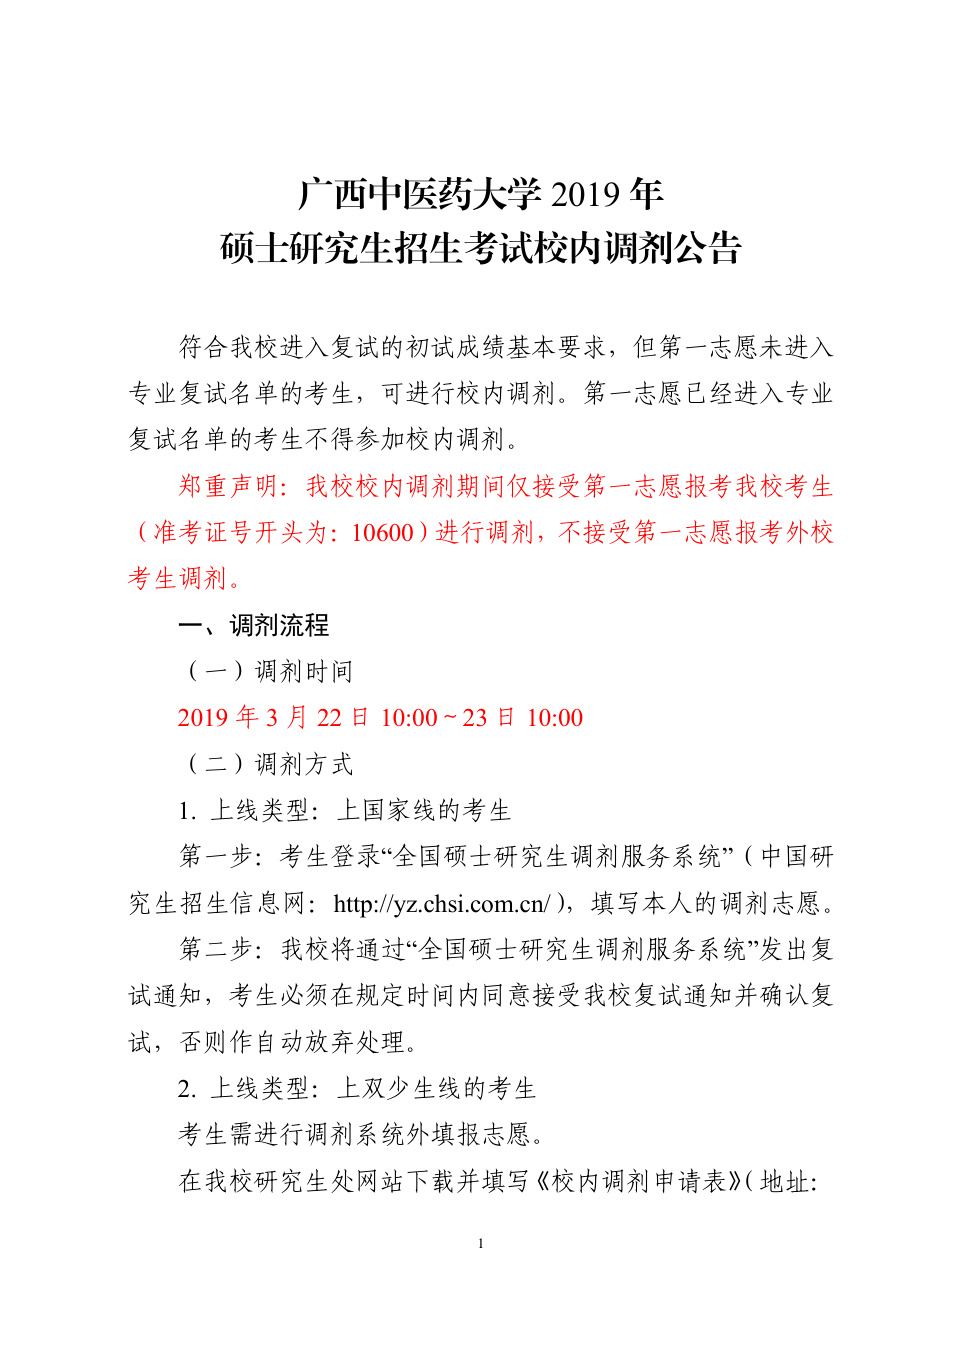 广西中医药大学 2019 年
硕士研究生招生考试校内调剂公告
符合我校进入复试的初试成绩基本要求，但第一志愿未进入
专业复试名单的考生，可进行校内调剂。第一志愿已经进入专业
复试名单的考生不得参加校内调剂。
郑重声明：我校校内调剂期间仅接受第一志愿报考我校考生
（准考证号开头为：10600）进行调剂，不接受第一志愿报考外校
考生调剂。
一、调剂流程
（一）调剂时间
2019 年 3 月 22 日 10:00～23 日 10:00
（二）调剂方式
1. 上线类型：上国家线的考生
第一步：考生登录“全国硕士研究生调剂服务系统”（中国研
究生招生信息网：http://yz.chsi.com.cn/），填写本人的调剂志愿。
第二步：我校将通过“全国硕士研究生调剂服务系统”发出复
试通知，考生必须在规定时间内同意接受我校复试通知并确认复
试，否则作自动放弃处理。
2. 上线类型：上双少生线的考生
考生需进行调剂系统外填报志愿。
在我校研究生处网站下载并填写《校内调剂申请表》（地址：
1